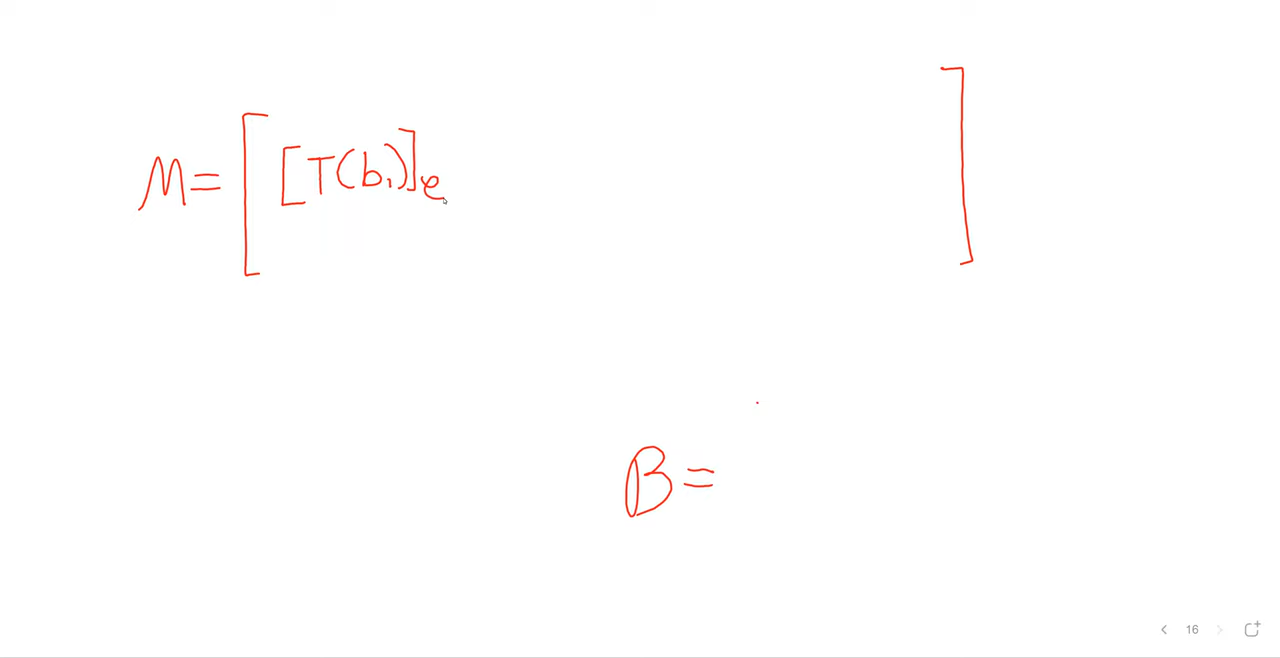 M = [ [T(b₁)]𝒞 ]
B =
16